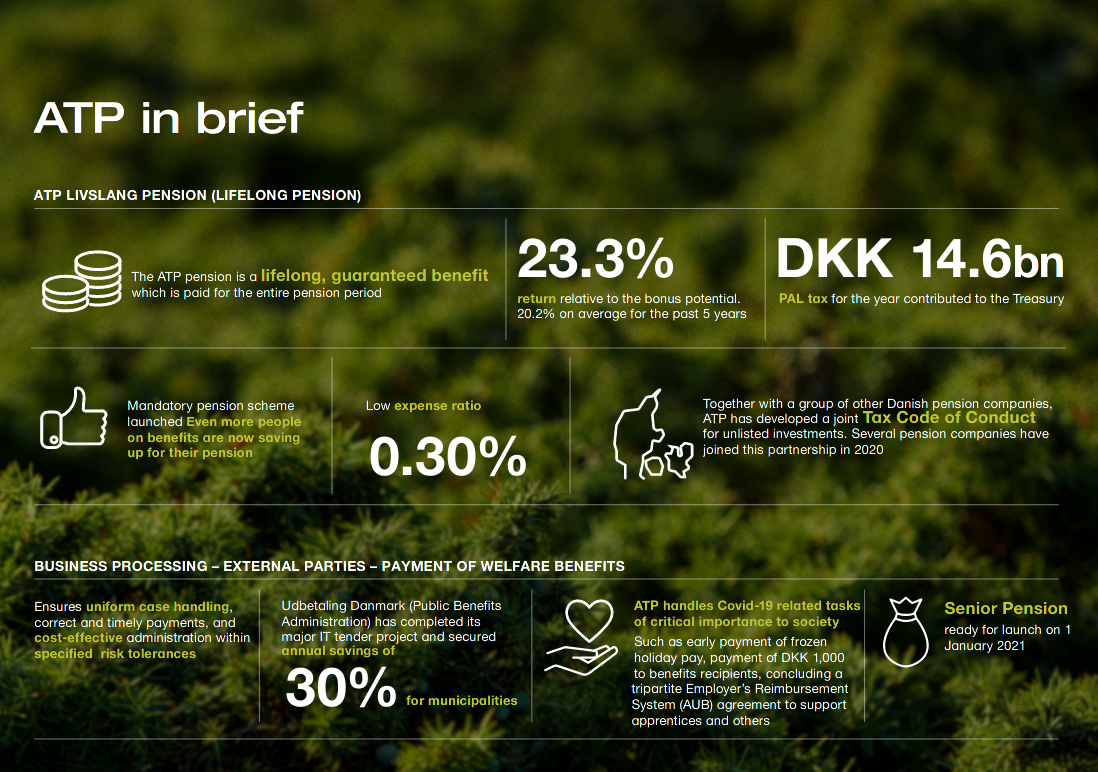 ATP in brief
ATP LIVSLANG PENSION (LIFELONG PENSION)
The ATP pension is a lifelong, guaranteed benefit
which is paid for the entire pension period
23.3%
return relative to the bonus potential.
20.2% on average for the past 5 years
DKK 14.6bn
PAL tax for the year contributed to the Treasury
Mandatory pension scheme
launched Even more people
on benefits are now saving
up for their pension
Low expense ratio
0.30%
Together with a group of other Danish pension companies,
ATP has developed a joint Tax Code of Conduct
for unlisted investments. Several pension companies have
joined this partnership in 2020
BUSINESS PROCESSING – EXTERNAL PARTIES – PAYMENT OF WELFARE BENEFITS
Ensures uniform case handling,
correct and timely payments, and
cost-effective administration within
specified risk tolerances
Udbetaling Danmark (Public Benefits
Administration) has completed its
major IT tender project and secured
annual savings of
30% for municipalities
ATP handles Covid-19 related tasks
of critical importance to society
Such as early payment of frozen
holiday pay, payment of DKK 1,000
to benefits recipients, concluding a
tripartite Employer's Reimbursement
System (AUB) agreement to support
apprentices and others
Senior Pension
ready for launch on 1
January 2021